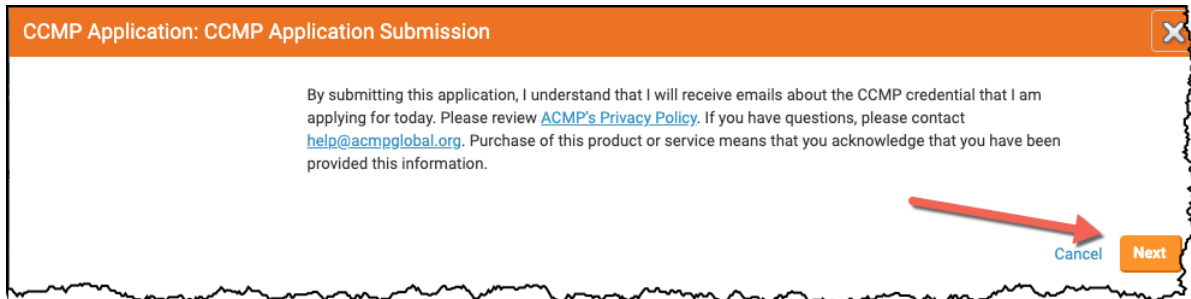 CCMP Application: CCMP Application Submission
By submitting this application, I understand that I will receive emails about the CCMP credential that I am
applying for today. Please review ACMP's Privacy Policy. If you have questions, please contact
help@acmpglobal.org. Purchase of this product or service means that you acknowledge that you have been
provided this information.
Cancel Next